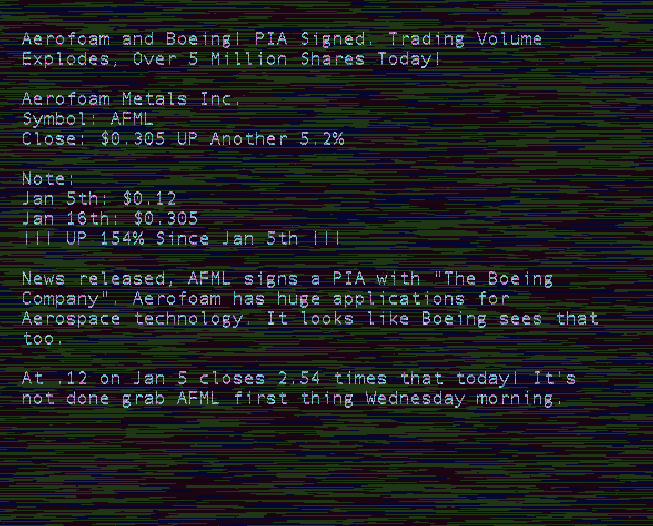 Aerofoam and Boeing! PIA Signed. Trading Volume
Explodes, Over 5 Million Shares Today!
Aerofoam Metals Inc.
Symbol: AFML
Close: $0.305 UP Another 5.2%
Note:
Jan 5th: $0.12
Jan 16th: $0.305
!!! UP 154% Since Jan 5th !!!
News released, AFML signs a PIA with "The Boeing
Company". Aerofoam has huge applications for
Aerospace technology. It looks like Boeing sees that
too.
At .12 on Jan 5 closes 2.54 times that today! It's
not done grab AFML first thing Wednesday morning.